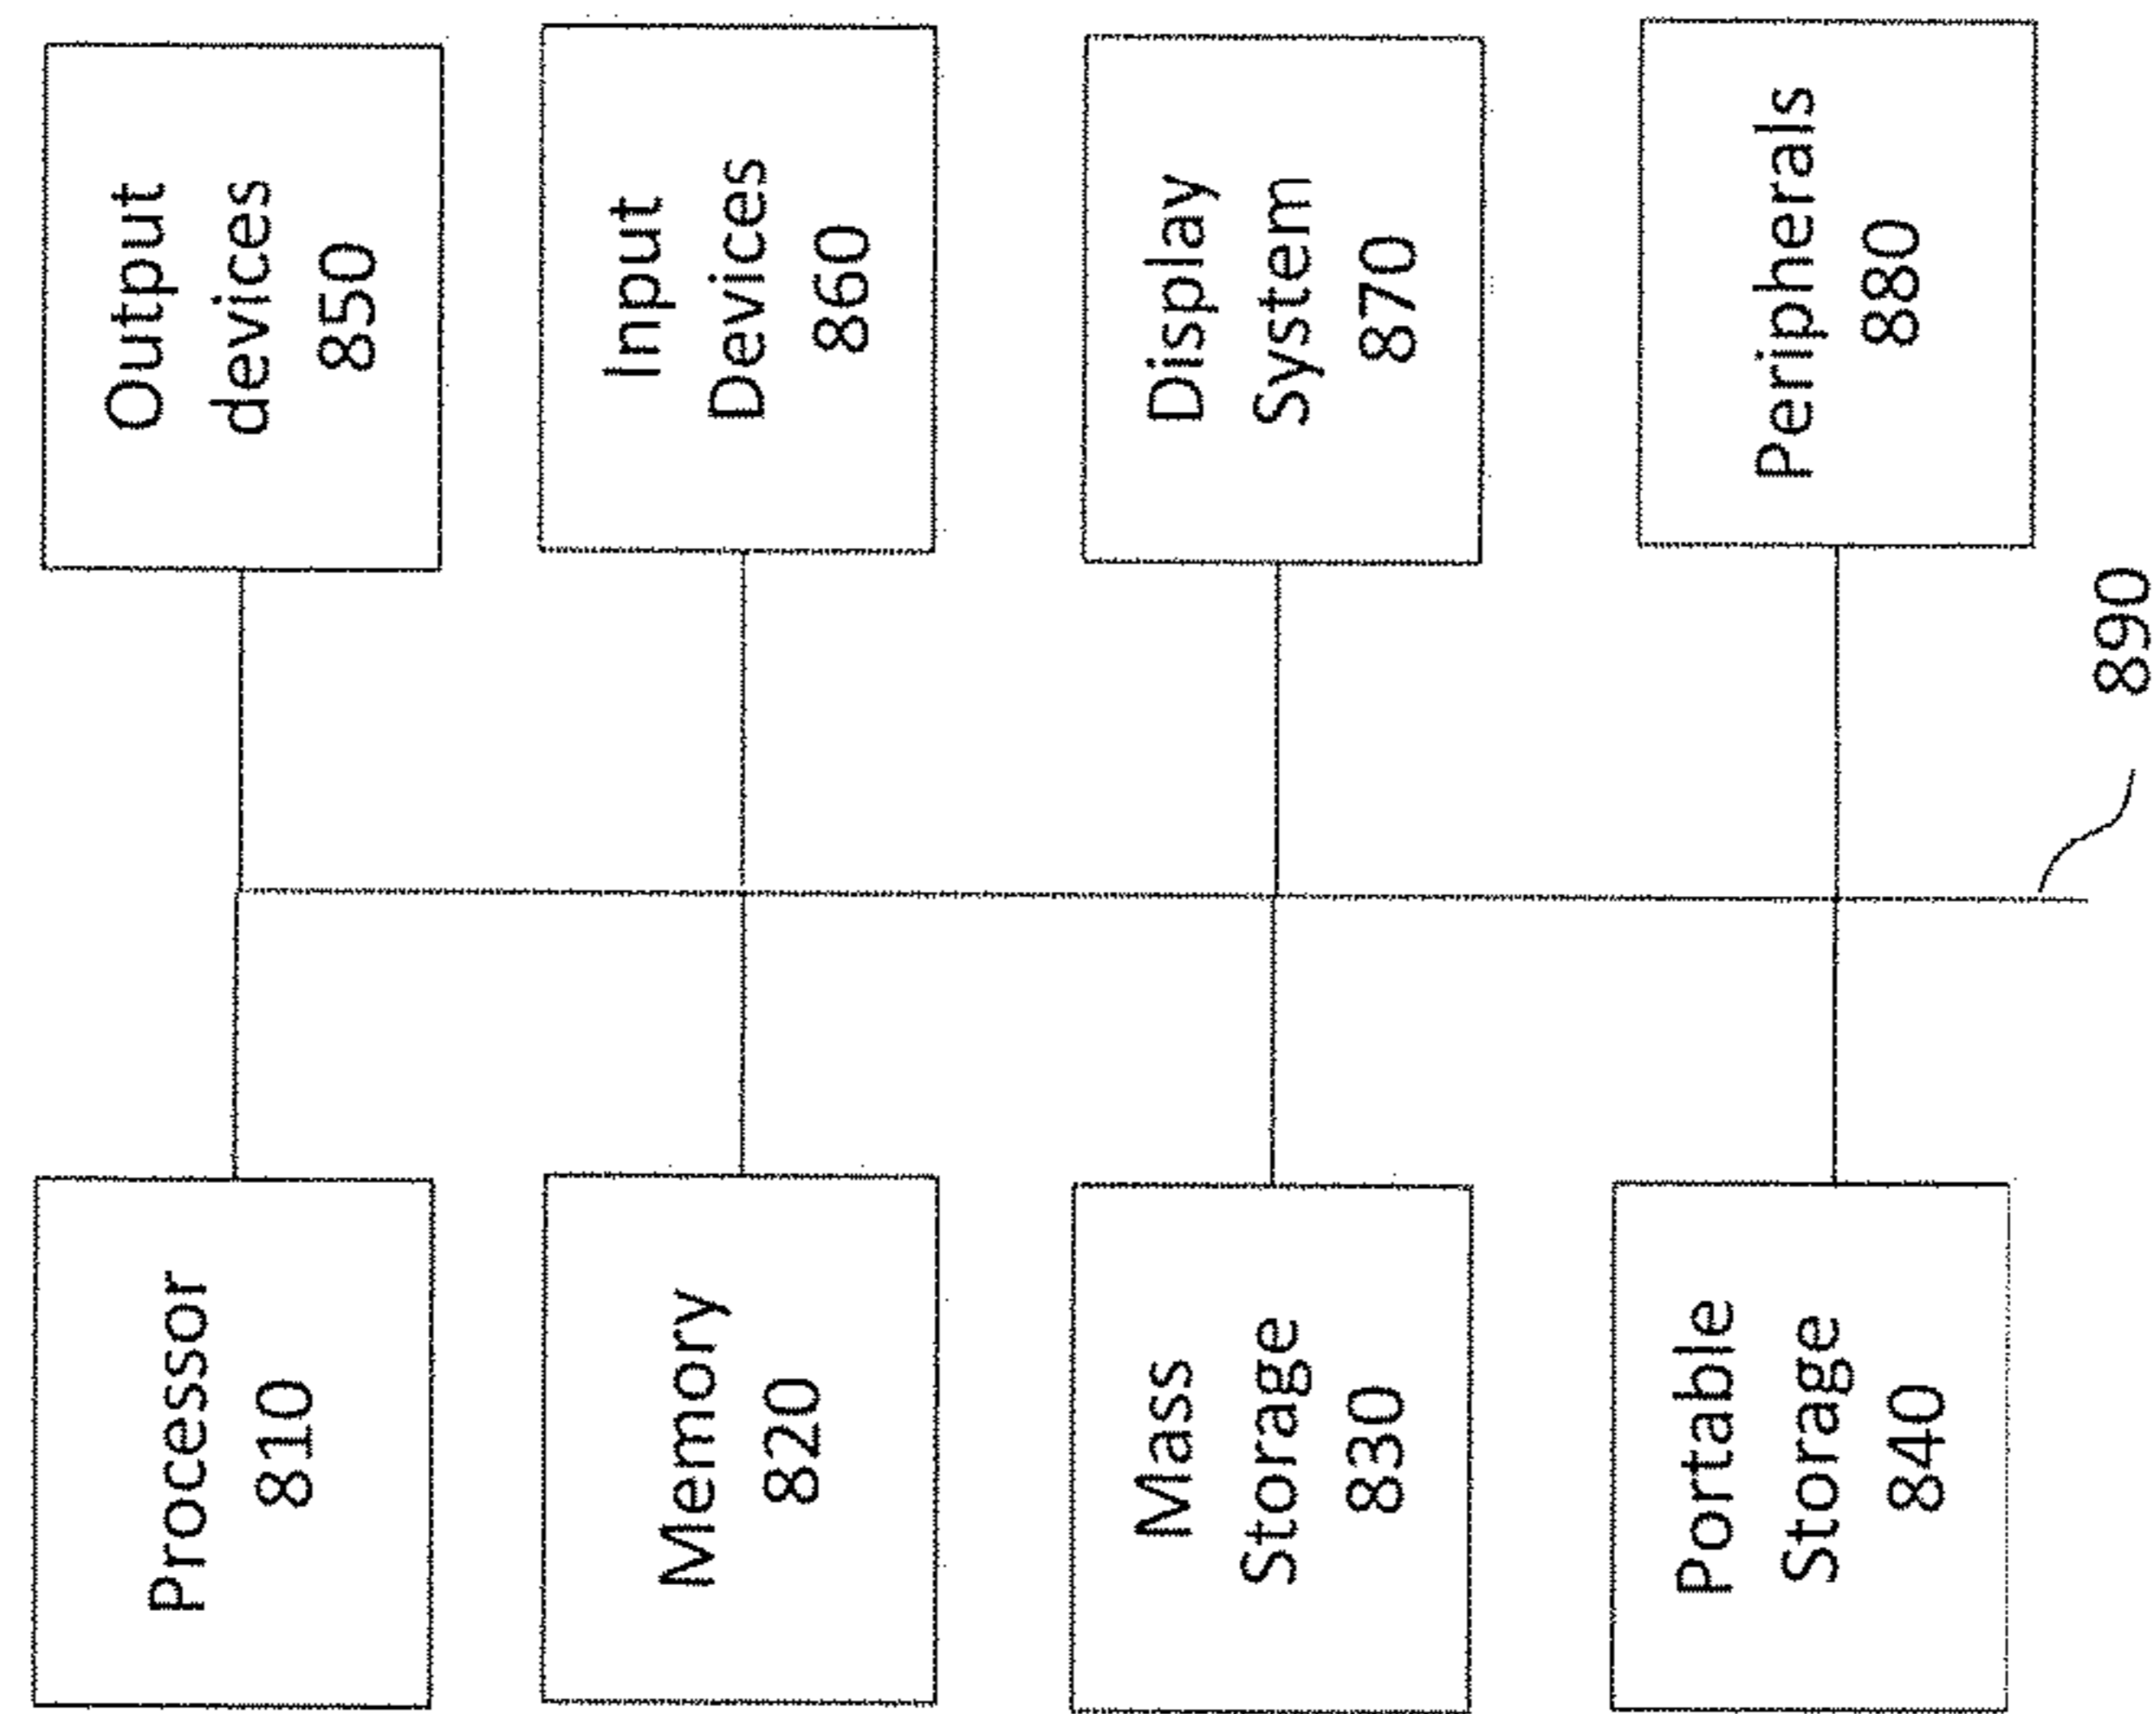 Processor
810
Memory
820
Mass
Storage
830
Portable
Storage
840
Output
devices
850
Input
Devices
860
Display
System
870
Peripherals
880
890